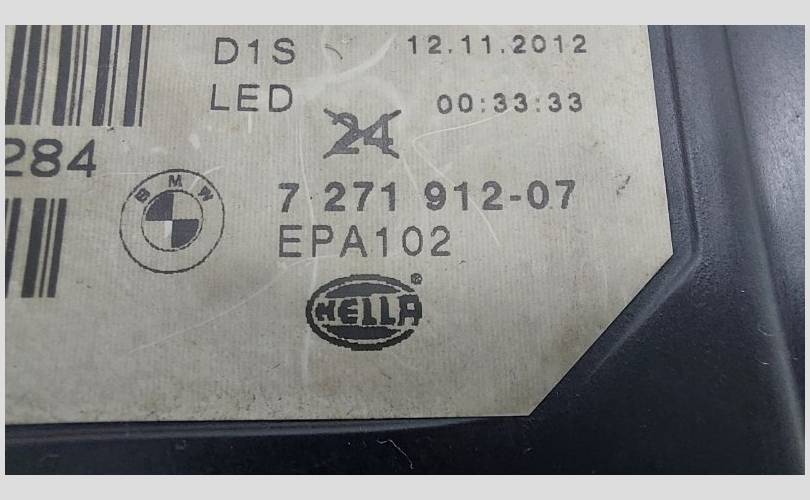 D1S 12.11.2012
LED 00:33:33
24
284
BMW
7 271 912-07
EPA102
HELLA®